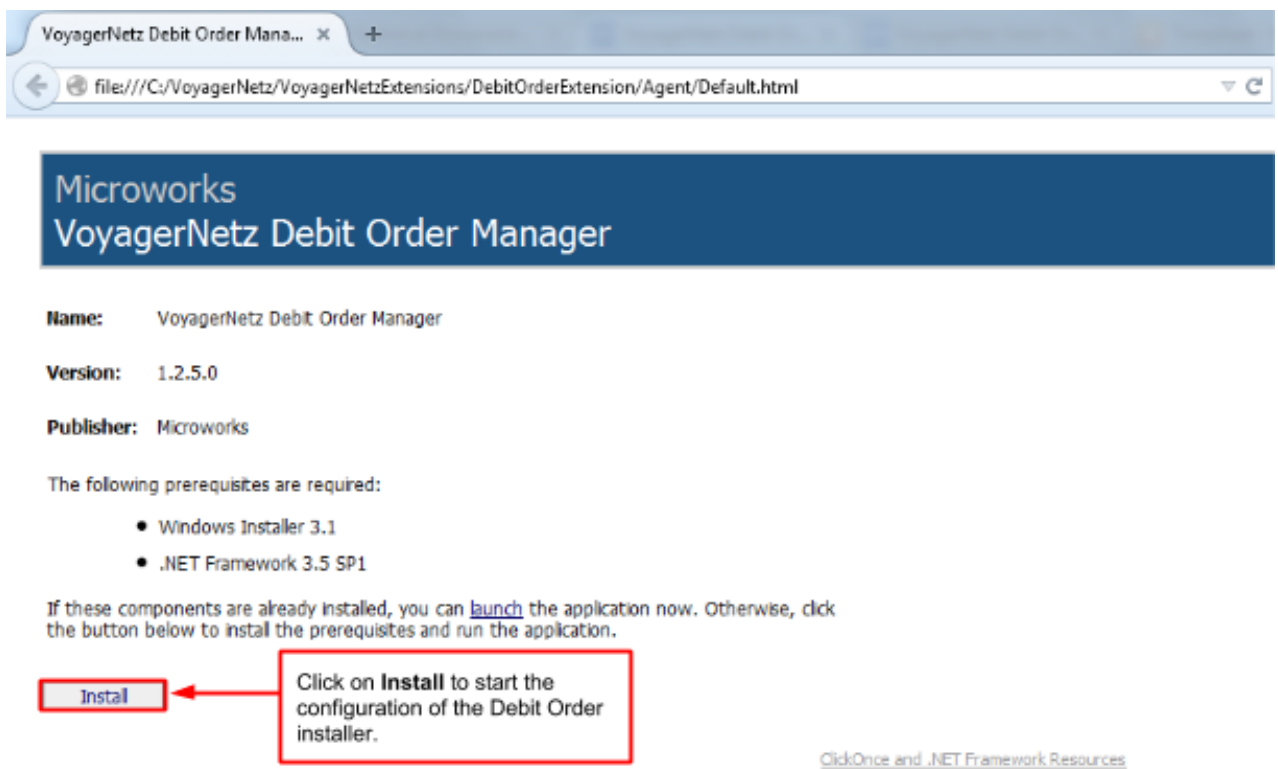 VoyagerNetz Debit Order Mana... × +
file:///C:/VoyagerNetz/VoyagerNetzExtensions/DebitOrderExtension/Agent/Default.html
Microworks
VoyagerNetz Debit Order Manager
Name: VoyagerNetz Debit Order Manager
Version: 1.2.5.0
Publisher: Microworks
The following prerequisites are required:
• Windows Installer 3.1
• .NET Framework 3.5 SP1
If these components are already installed, you can launch the application now. Otherwise, click
the button below to install the prerequisites and run the application.
Install
Click on Install to start the
configuration of the Debit Order
installer.
ClickOnce and .NET Framework Resources